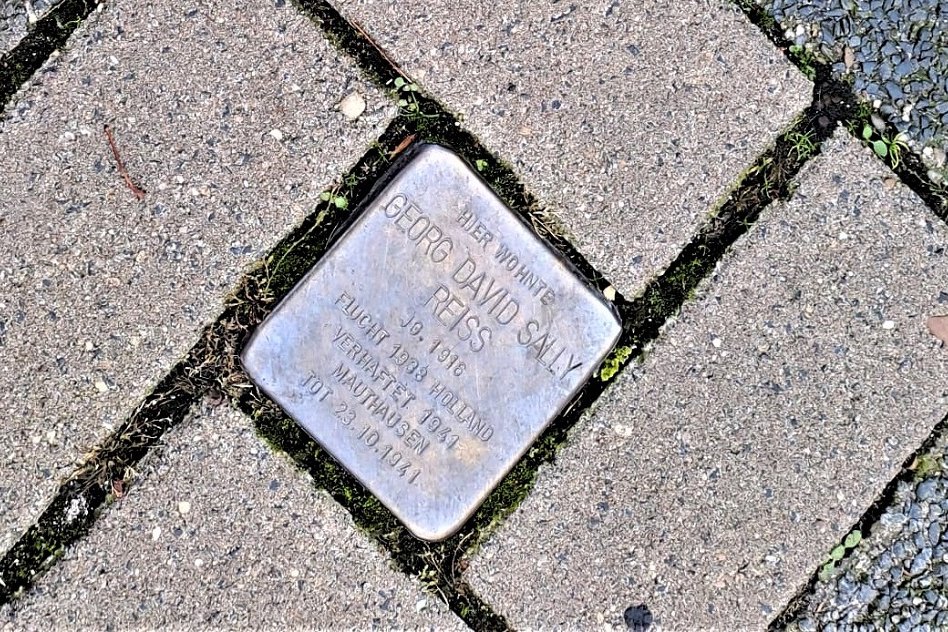 HIER WOHNTE
GEORG DAVID SALLY
REISS
JG. 1916
FLUCHT 1938 HOLLAND
VERHAFTET 1941
MAUTHAUSEN
TOT 23.10.1941